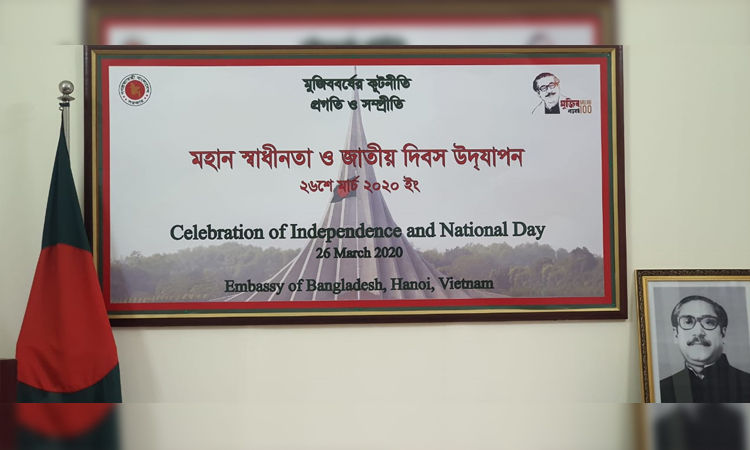 মুজিববর্ষের কূটনীতি
প্রগতি ও সম্প্রীতি
মুজিব
100
মহান স্বাধীনতা ও জাতীয় দিবস উদ্‌যাপন
২৬শে মার্চ ২০২০ ইং
Celebration of Independence and National Day
26 March 2020
Embassy of Bangladesh, Hanoi, Vietnam